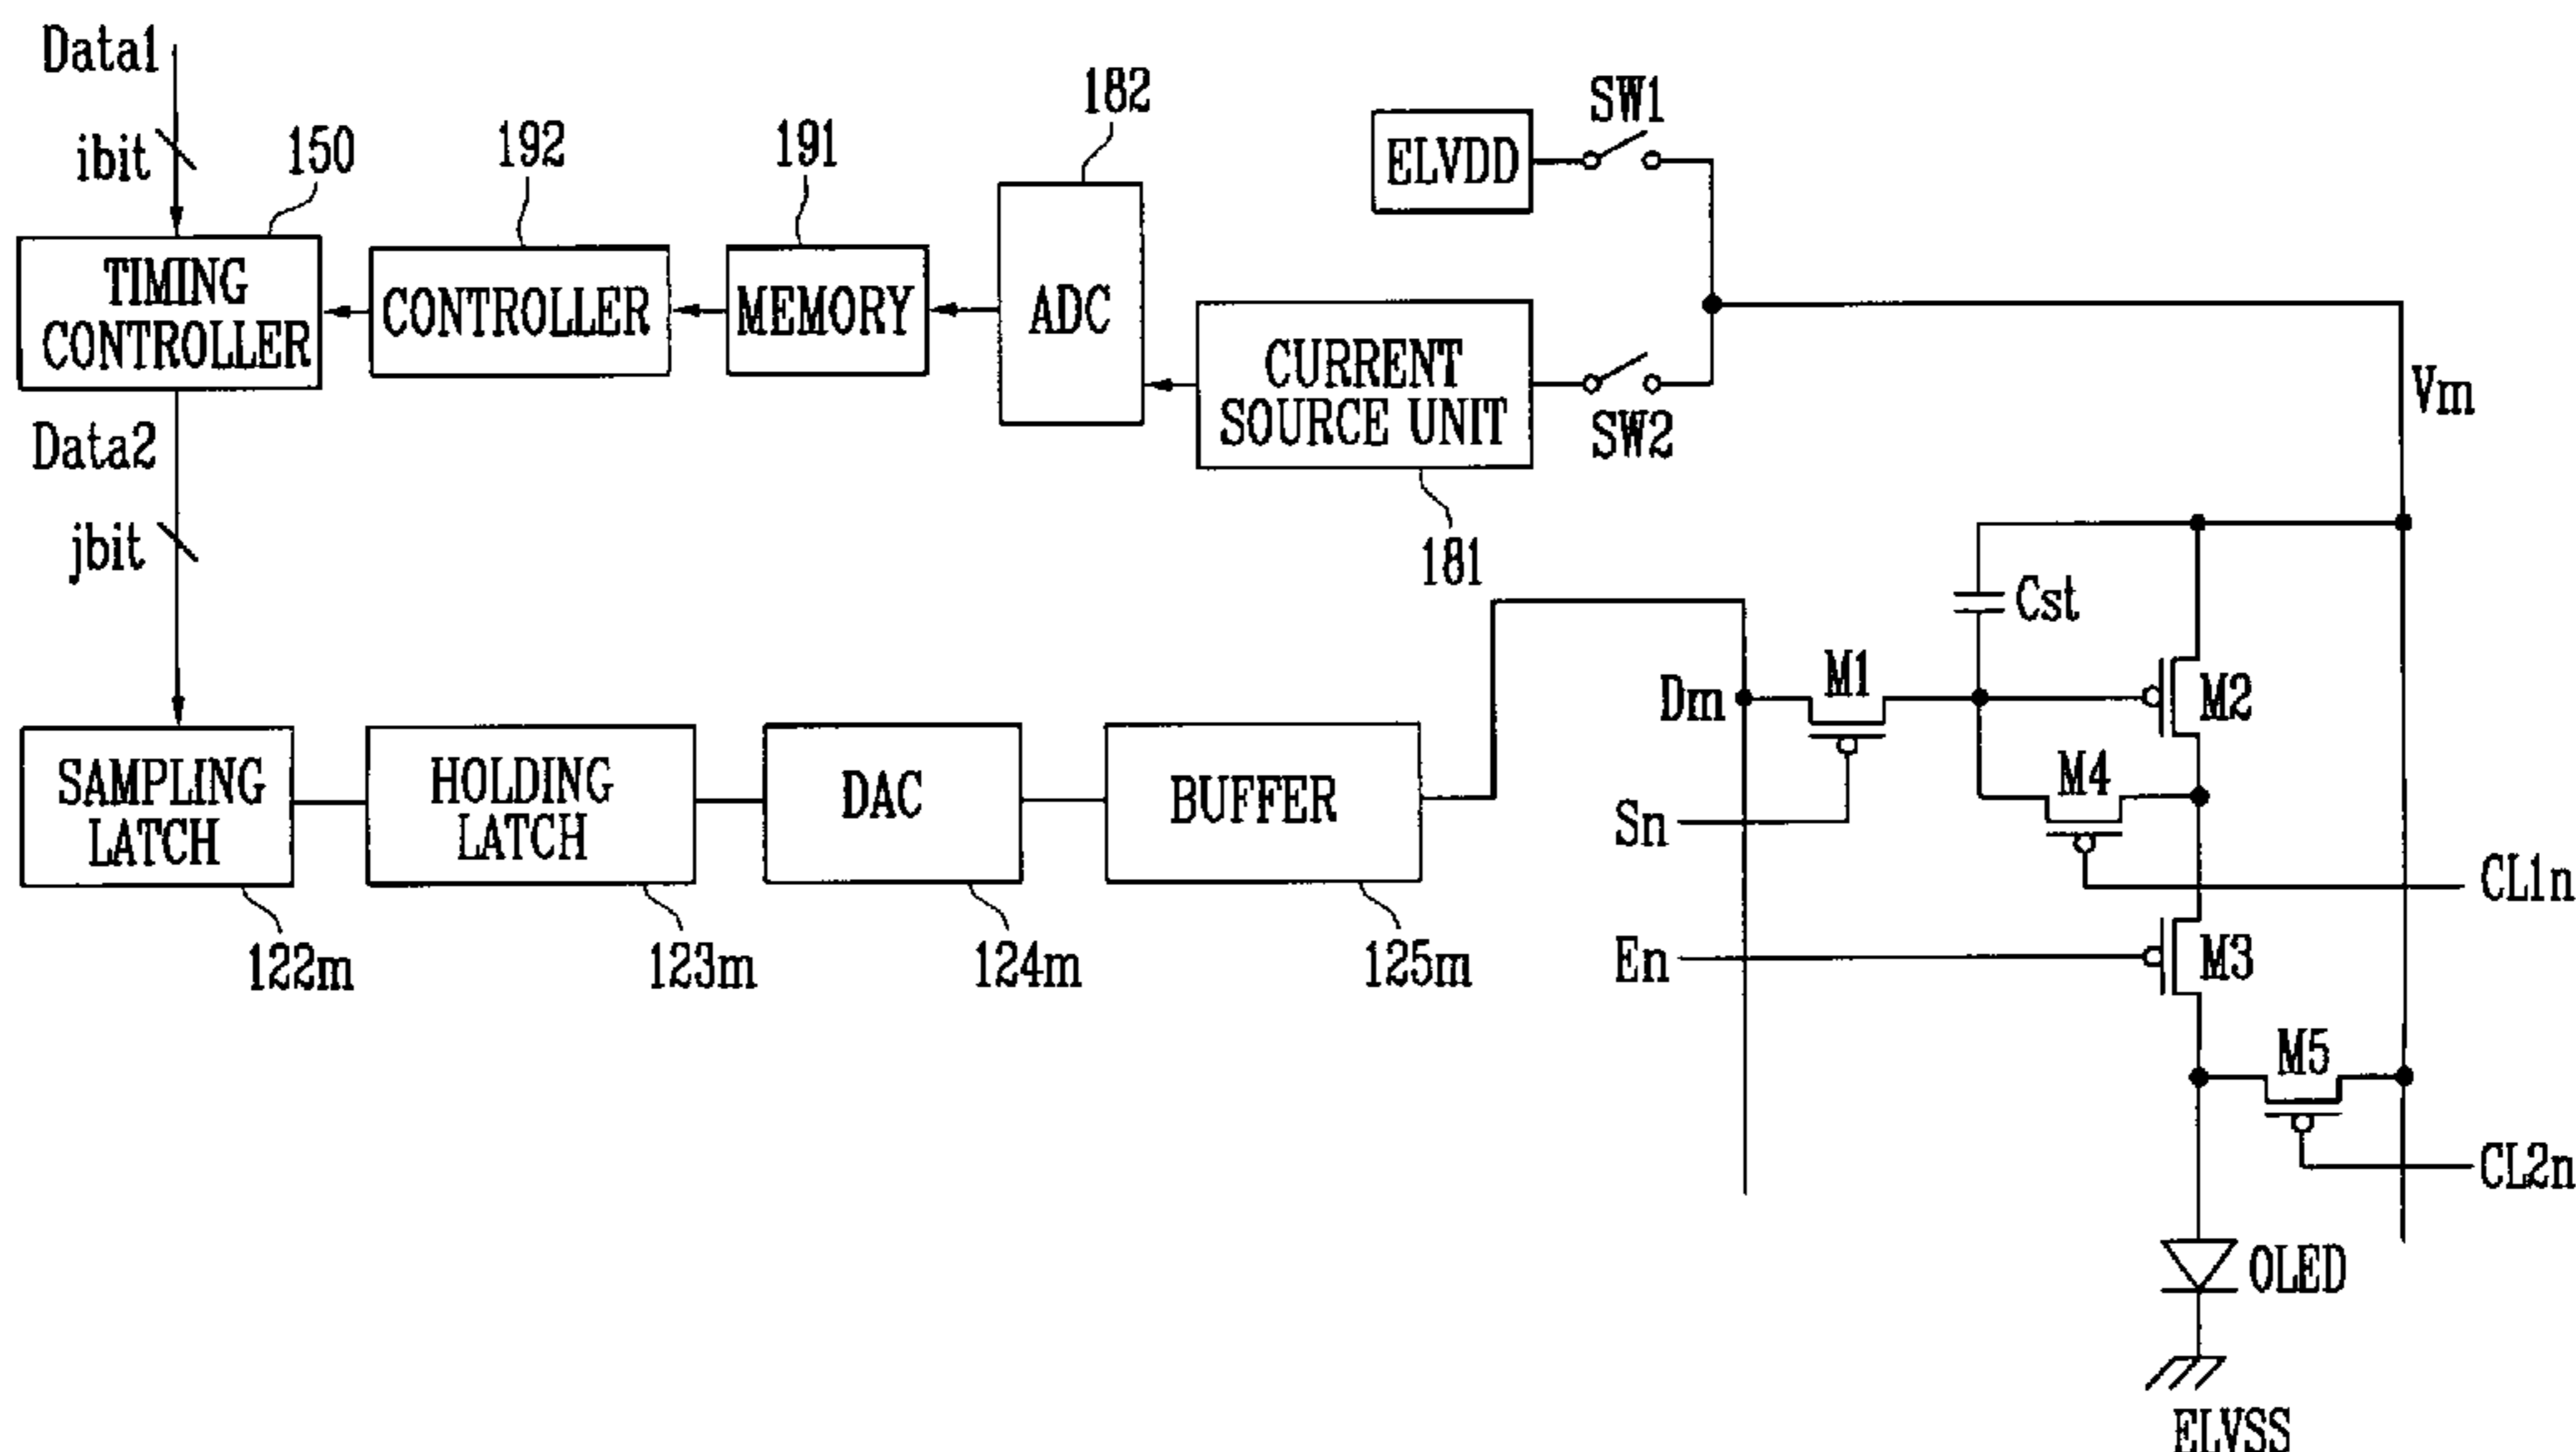 Data1
ibit
150
192
191
182
ELVDD
SW1
TIMING
CONTROLLER
CONTROLLER
MEMORY
ADC
CURRENT
SOURCE UNIT
SW2
Vm
Data2
jbit
181
Cst
Dm
M1
M2
SAMPLING
LATCH
HOLDING
LATCH
DAC
BUFFER
M4
Sn
CL1n
122m
123m
124m
125m
En
M3
M5
CL2n
OLED
ELVSS